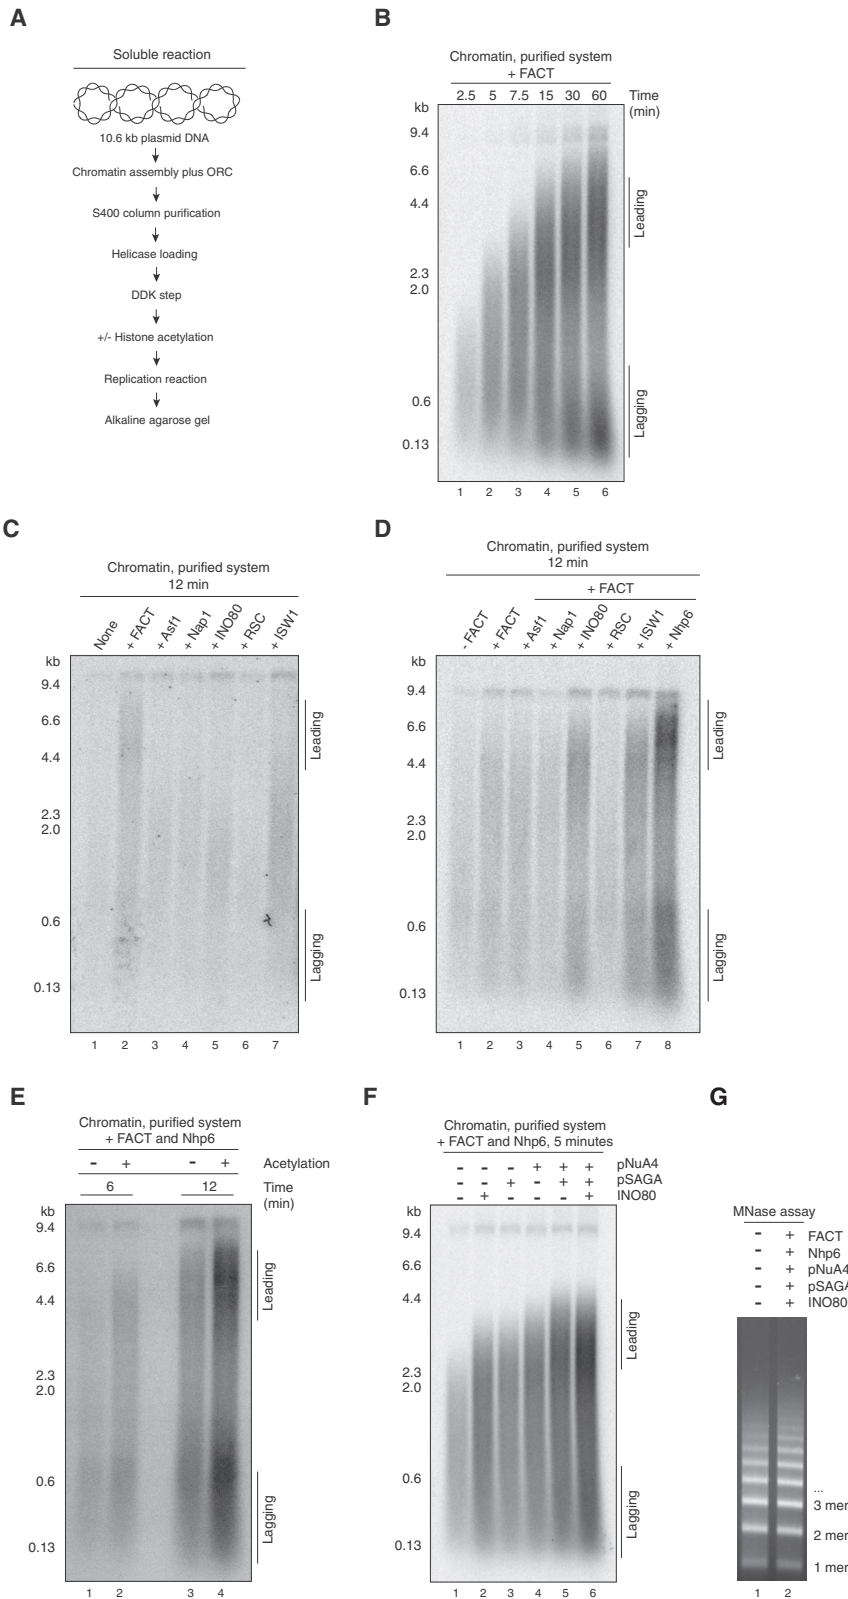 A
Soluble reaction
10.6 kb plasmid DNA
Chromatin assembly plus ORC
S400 column purification
Helicase loading
DDK step
+/- Histone acetylation
Replication reaction
Alkaline agarose gel
B
Chromatin, purified system
+ FACT
2.5 5 7.5 15 30 60 Time
(min)
kb
9.4
6.6
4.4
2.3
2.0
0.6
0.13
Leading
Lagging
1 2 3 4 5 6
C
Chromatin, purified system
12 min
None + FACT + Asf1 + Nap1 + INO80 + RSC + ISW1
kb
9.4
6.6
4.4
2.3
2.0
0.6
0.13
Leading
Lagging
1 2 3 4 5 6 7
D
Chromatin, purified system
12 min
+ FACT
- FACT + FACT + Asf1 + Nap1 + INO80 + RSC + ISW1 + Nhp6
kb
9.4
6.6
4.4
2.3
2.0
0.6
0.13
Leading
Lagging
1 2 3 4 5 6 7 8
E
Chromatin, purified system
+ FACT and Nhp6
- + - + Acetylation
6 12 Time
(min)
kb
9.4
6.6
4.4
2.3
2.0
0.6
0.13
Leading
Lagging
1 2 3 4
F
Chromatin, purified system
+ FACT and Nhp6, 5 minutes
- - - + + + pNuA4
- - + - + + pSAGA
- + - - - + INO80
kb
9.4
6.6
4.4
2.3
2.0
0.6
0.13
Leading
Lagging
1 2 3 4 5 6
G
MNase assay
- + FACT
- + Nhp6
- + pNuA4
- + pSAGA
- + INO80
...
3 mer
2 mer
1 mer
1 2